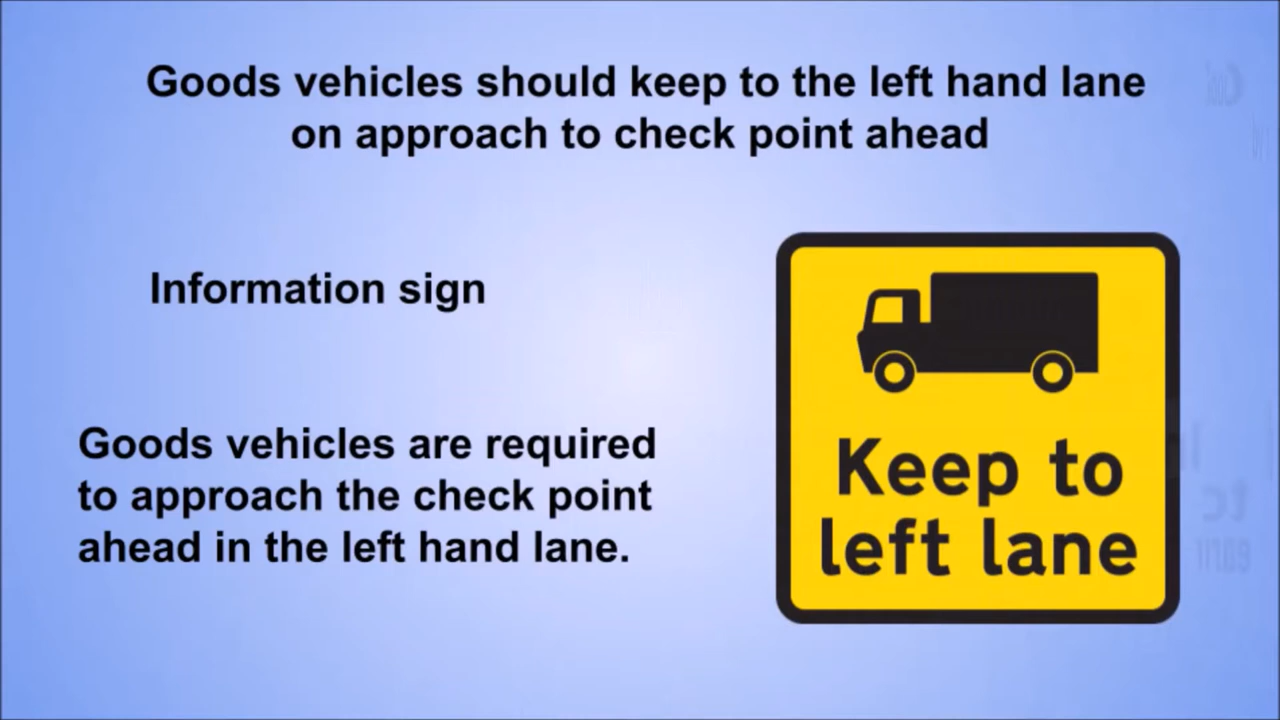 Goods vehicles should keep to the left hand lane
on approach to check point ahead
Information sign
Goods vehicles are required
to approach the check point
ahead in the left hand lane.
Keep to
left lane